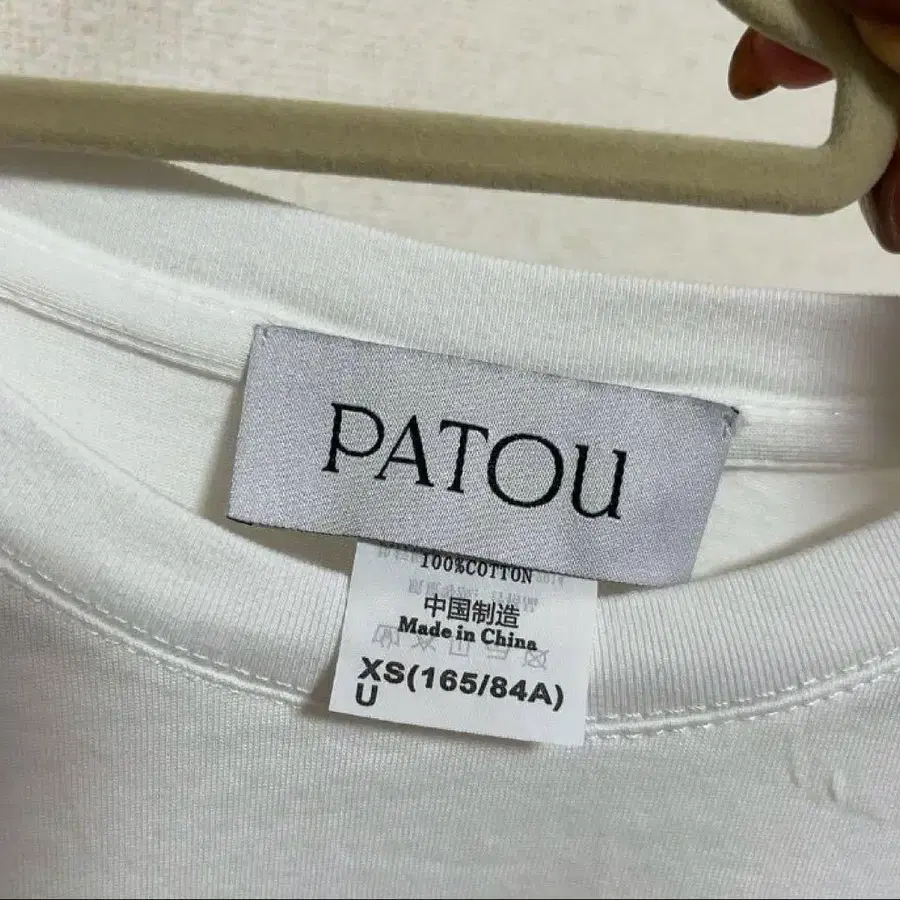 PATOU
100%COTTON
中国制造
Made in China
XS(165/84A)
U